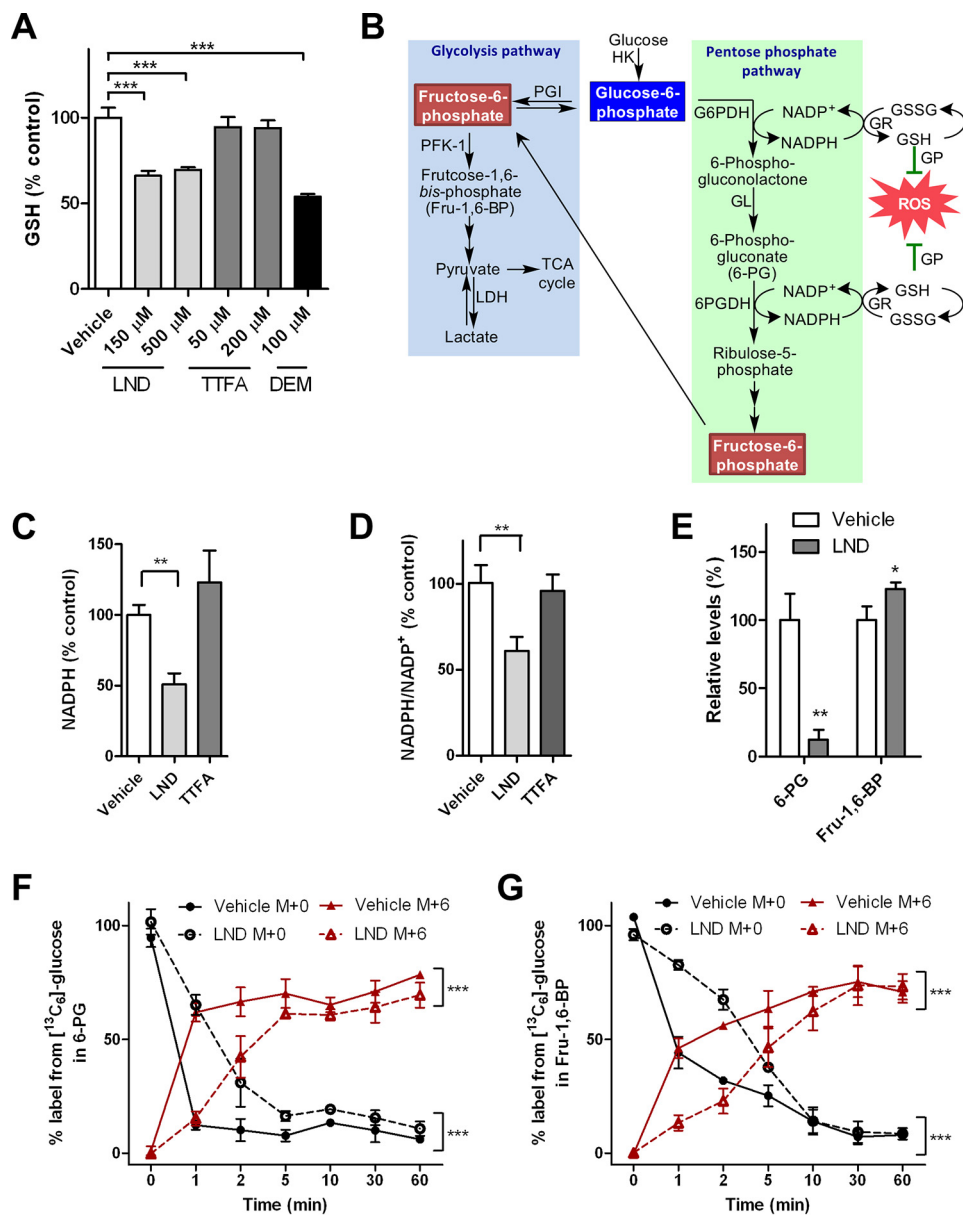 A
***
***
***
GSH (% control)
100
50
0
Vehicle
150 µM
500 µM
50 µM
200 µM
100 µM
LND
TTFA
DEM
B
Glycolysis pathway
Glucose
HK
Pentose phosphate
pathway
Fructose-6-
phosphate
PGI
Glucose-6-
phosphate
G6PDH
NADP+
NADPH
GR
GSSG
GSH
GP
PFK-1
Frutcose-1,6-
bis-phosphate
(Fru-1,6-BP)
6-Phospho-
gluconolactone
GL
ROS
6-Phospho-
gluconate
(6-PG)
GP
Pyruvate
TCA
cycle
LDH
Lactate
6PGDH
NADP+
NADPH
GR
GSH
GSSG
Ribulose-5-
phosphate
Fructose-6-
phosphate
C
**
NADPH (% control)
150
100
50
0
Vehicle
LND
TTFA
D
**
NADPH/NADP+ (% control)
100
50
0
Vehicle
LND
TTFA
E
Vehicle
LND
Relative levels (%)
150
100
50
0
**
*
6-PG
Fru-1,6-BP
F
Vehicle M+0
Vehicle M+6
LND M+0
LND M+6
% label from [13C6]-glucose
in 6-PG
100
50
0
***
***
0 1 2 5 10 30 60
Time (min)
G
Vehicle M+0
Vehicle M+6
LND M+0
LND M+6
% label from [13C6]-glucose
in Fru-1,6-BP
100
50
0
***
***
0 1 2 5 10 30 60
Time (min)